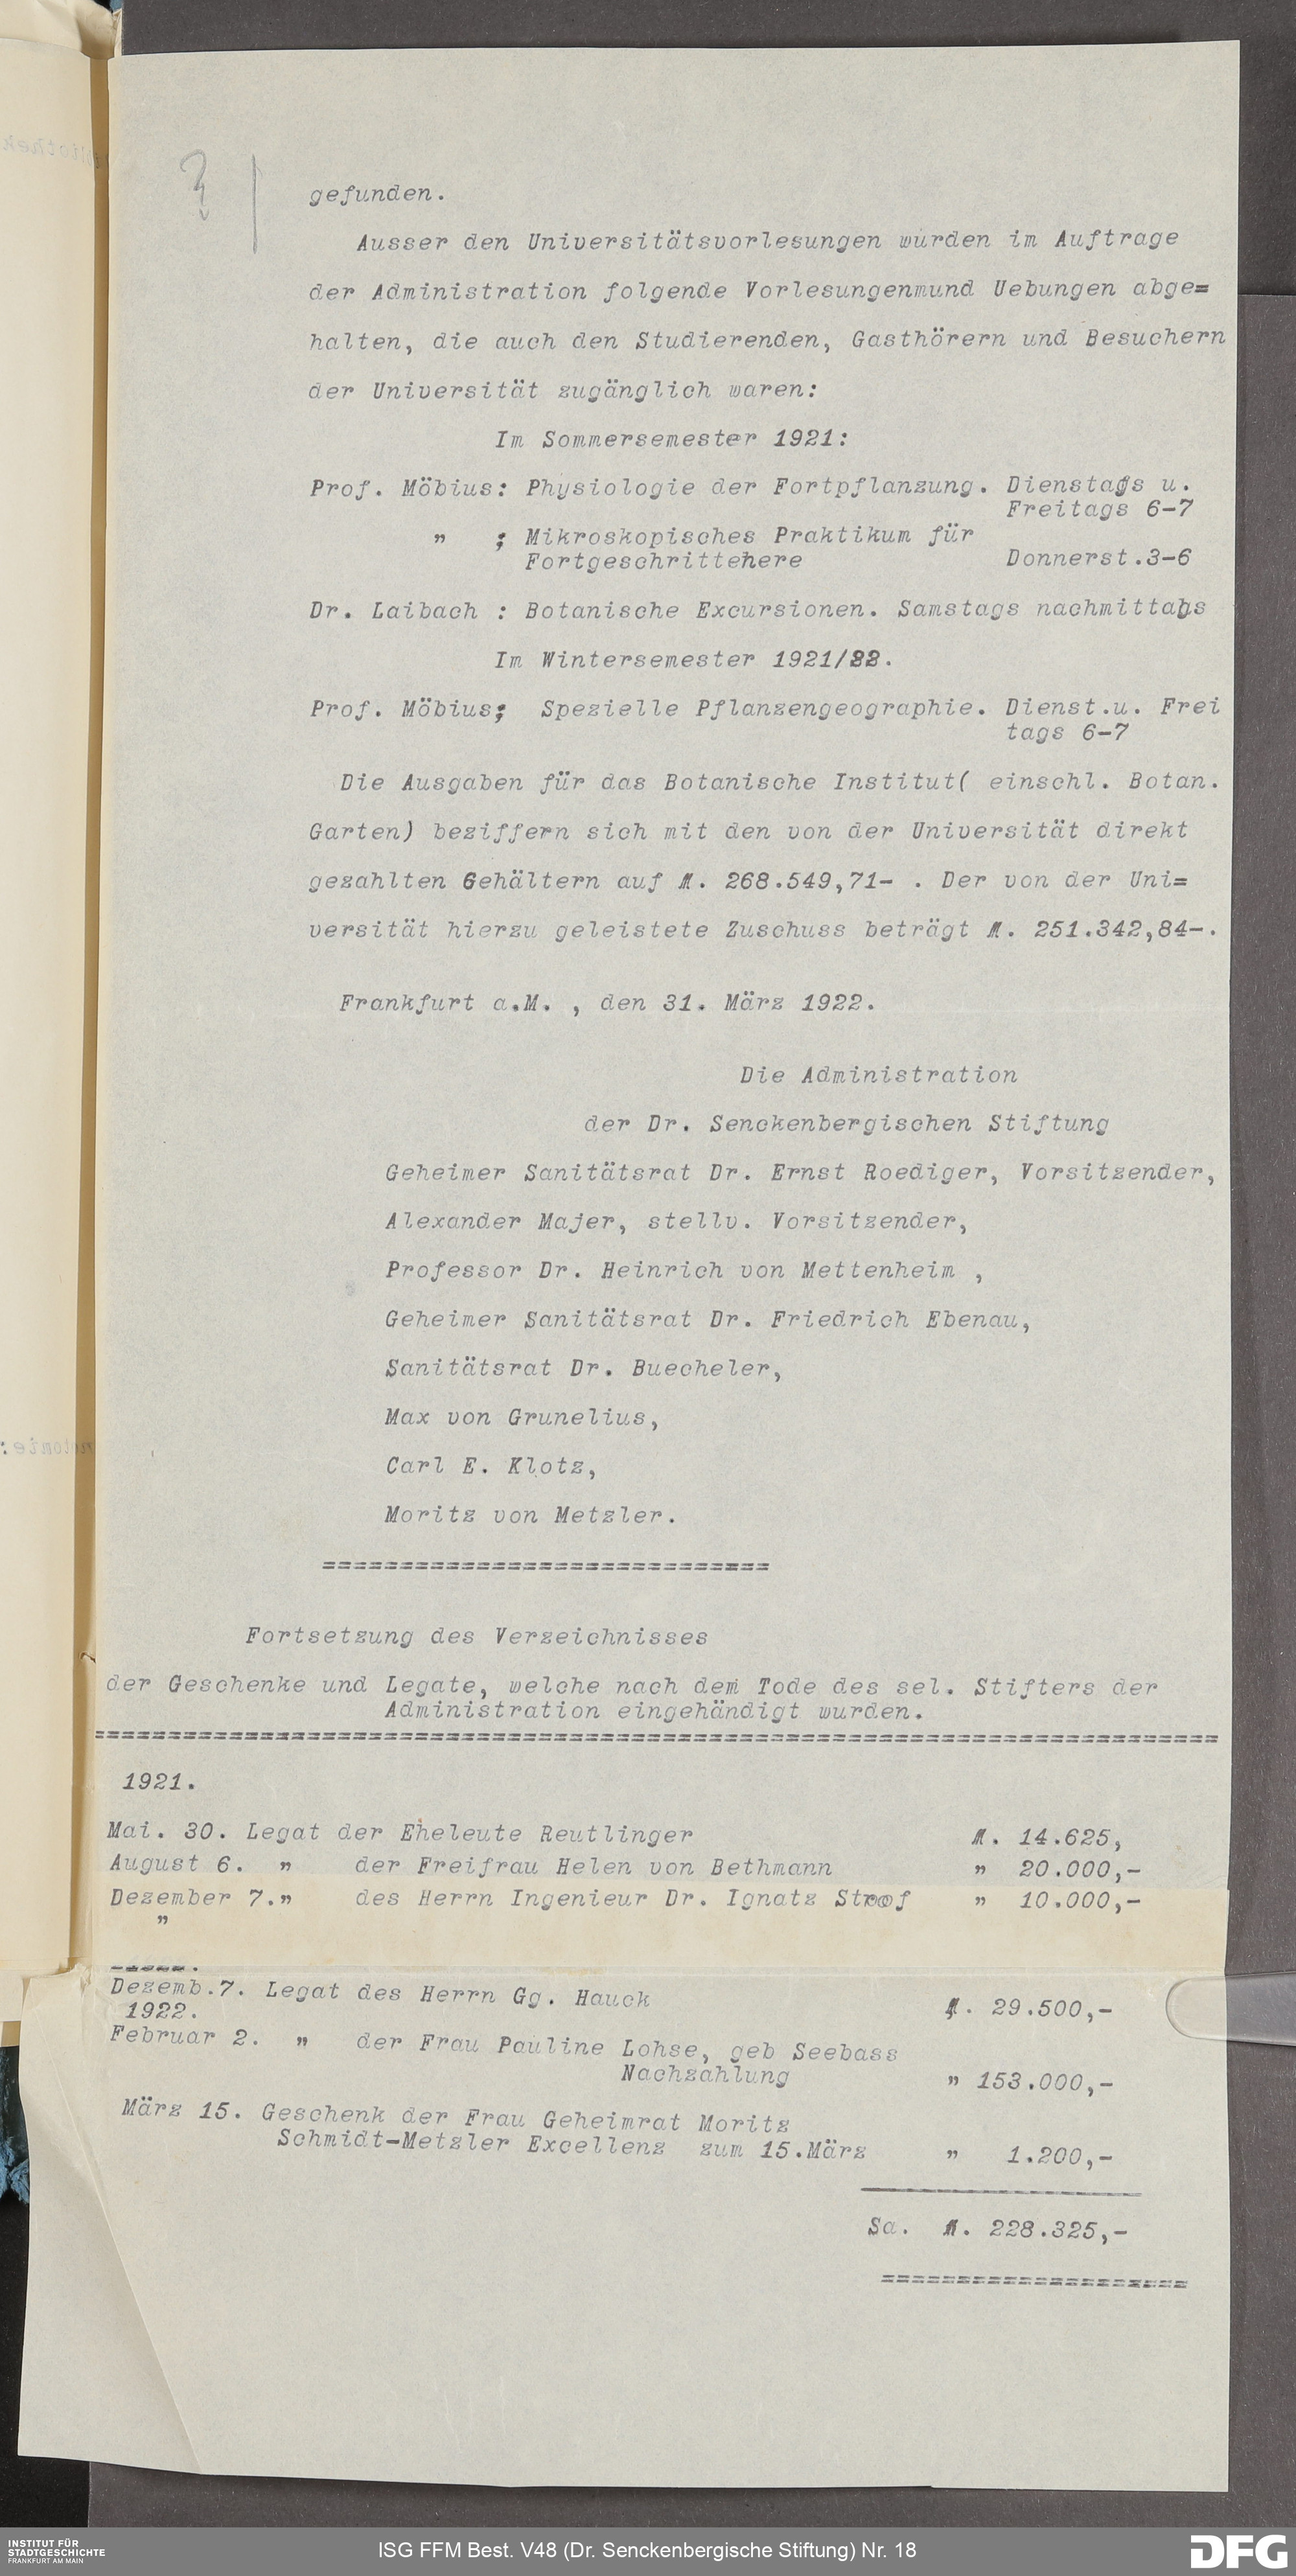 gefunden.
Ausser den Universitätsvorlesungen wurden im Auftrage
der Administration folgende Vorlesungenmund Uebungen abge=
halten, die auch den Studierenden, Gasthörern und Besuchern
der Universität zugänglich waren:
Im Sommersemester 1921:
Prof. Möbius: Physiologie der Fortpflanzung. Dienstags u.
Freitags 6-7
" : Mikroskopisches Praktikum für
Fortgeschrittenere Donnerst.3-6
Dr. Laibach : Botanische Excursionen. Samstags nachmittags
Im Wintersemester 1921/22.
Prof. Möbius: Spezielle Pflanzengeographie. Dienst.u. Frei
tags 6-7
Die Ausgaben für das Botanische Institut( einschl. Botan.
Garten) beziffern sich mit den von der Universität direkt
gezahlten Gehältern auf M. 268.549,71- . Der von der Uni=
versität hierzu geleistete Zuschuss beträgt M. 251.342,84-.
Frankfurt a.M. , den 31. März 1922.
Die Administration
der Dr. Senckenbergischen Stiftung
Geheimer Sanitätsrat Dr. Ernst Roediger, Vorsitzender,
Alexander Majer, stellv. Vorsitzender,
Professor Dr. Heinrich von Mettenheim ,
Geheimer Sanitätsrat Dr. Friedrich Ebenau,
Sanitätsrat Dr. Buecheler,
Max von Grunelius,
Carl E. Klotz,
Moritz von Metzler.
=============================
Fortsetzung des Verzeichnisses
der Geschenke und Legate, welche nach dem Tode des sel. Stifters der
Administration eingehändigt wurden.
=========================================================================
1921.
Mai. 30. Legat der Eheleute Reutlinger M. 14.625,
August 6. " der Freifrau Helen von Bethmann " 20.000,-
Dezember 7." des Herrn Ingenieur Dr. Ignatz Stroof " 10.000,-
"
Dezemb.7. Legat des Herrn Gg. Hauck M. 29.500,-
1922.
Februar 2. " der Frau Pauline Lohse, geb Seebass
Nachzahlung " 153.000,-
März 15. Geschenk der Frau Geheimrat Moritz
Schmidt-Metzler Excellenz zum 15.März " 1.200,-
Sa. M. 228.325,-
====================
INSTITUT FÜR
STADTGESCHICHTE
FRANKFURT AM MAIN
ISG FFM Best. V48 (Dr. Senckenbergische Stiftung) Nr. 18
DFG